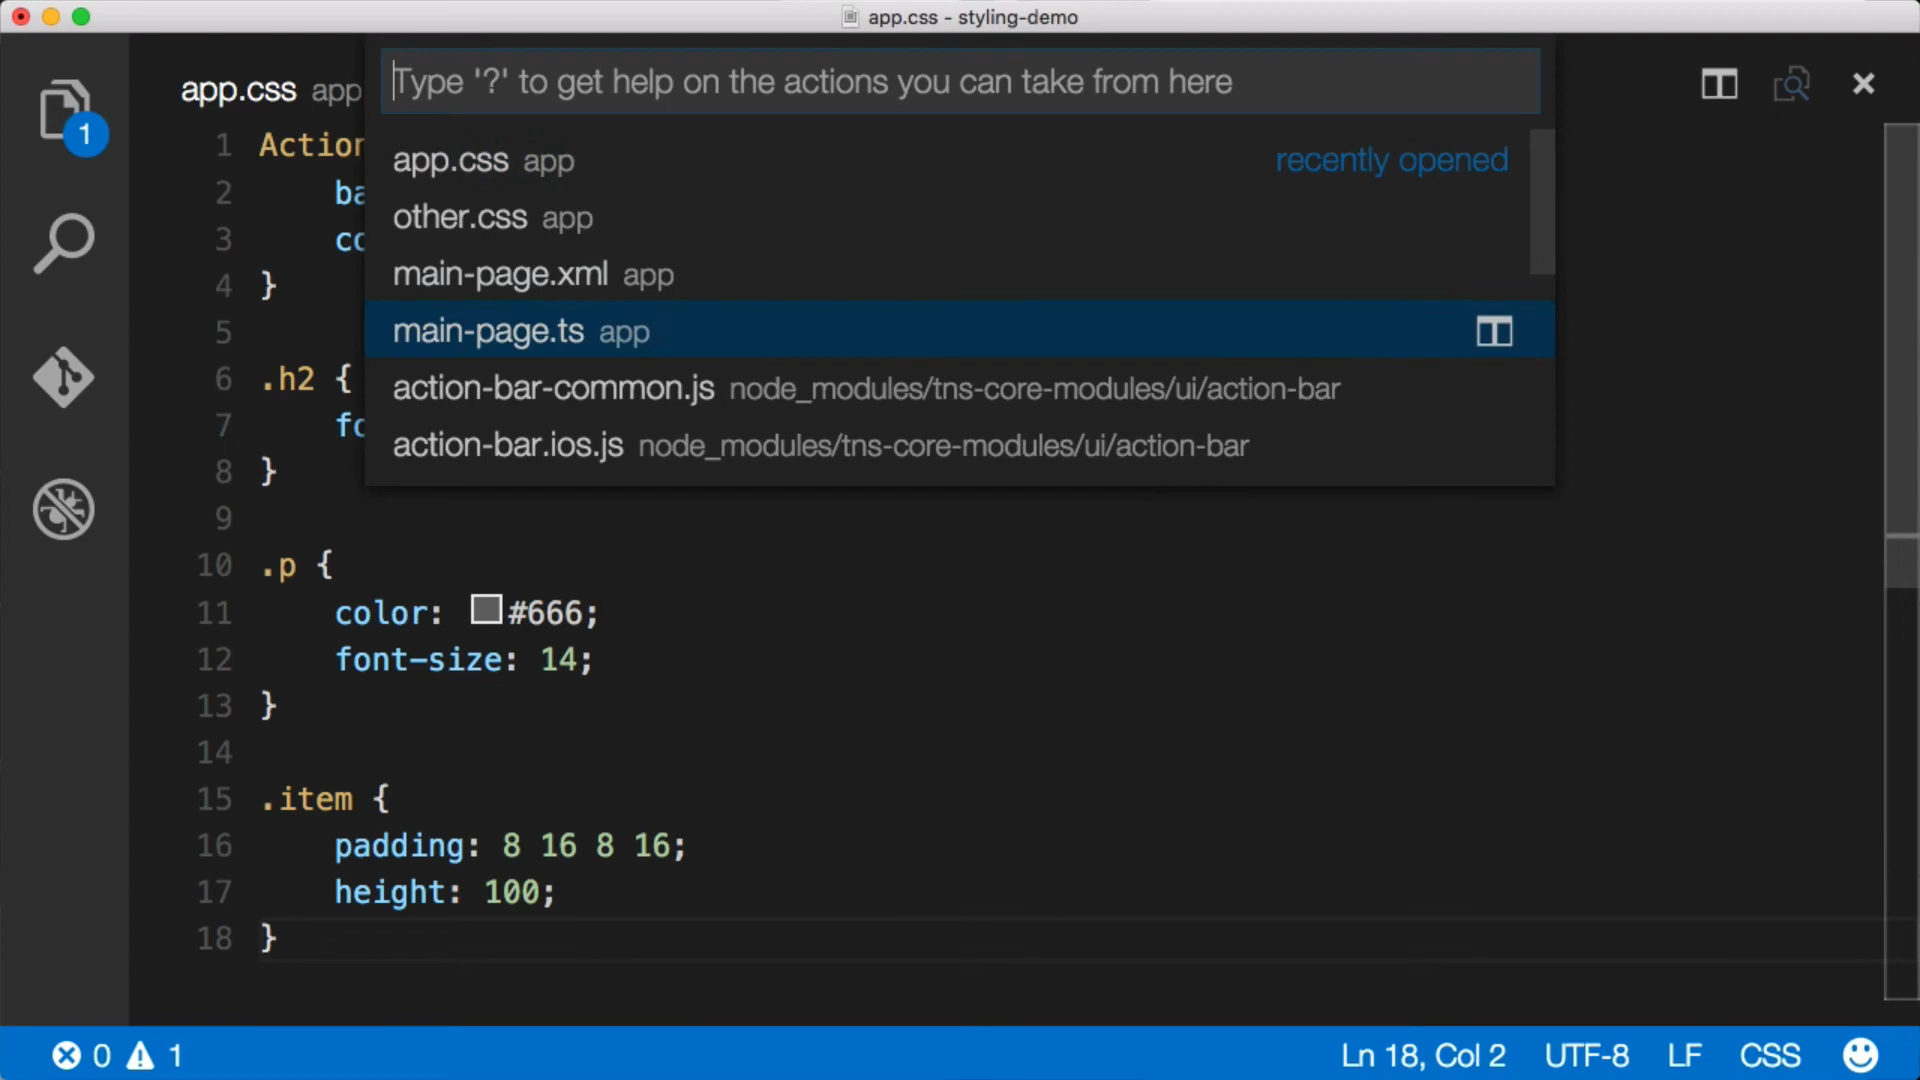 app.css - styling-demo
Type '?' to get help on the actions you can take from here
app.css app
1
app.css app recently opened
other.css app
main-page.xml app
main-page.ts app
action-bar-common.js node_modules/tns-core-modules/ui/action-bar
action-bar.ios.js node_modules/tns-core-modules/ui/action-bar
1 Action
2 ba
3 co
4 }
5
6 .h2 {
7 fo
8 }
9
10 .p {
11 color: #666;
12 font-size: 14;
13 }
14
15 .item {
16 padding: 8 16 8 16;
17 height: 100;
18 }
0 1 Ln 18, Col 2 UTF-8 LF CSS